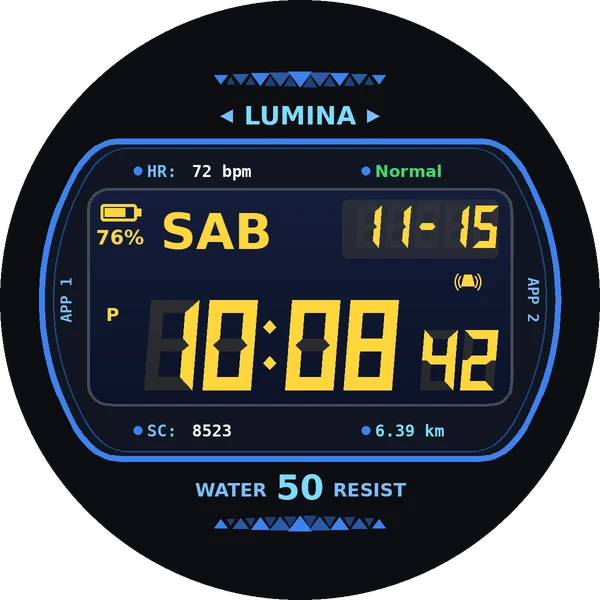 LUMINA
HR: 72 bpm Normal
76% SAB 11-15
APP 1
APP 2
P 10:08 42
SC: 8523 6.39 km
WATER 50 RESIST